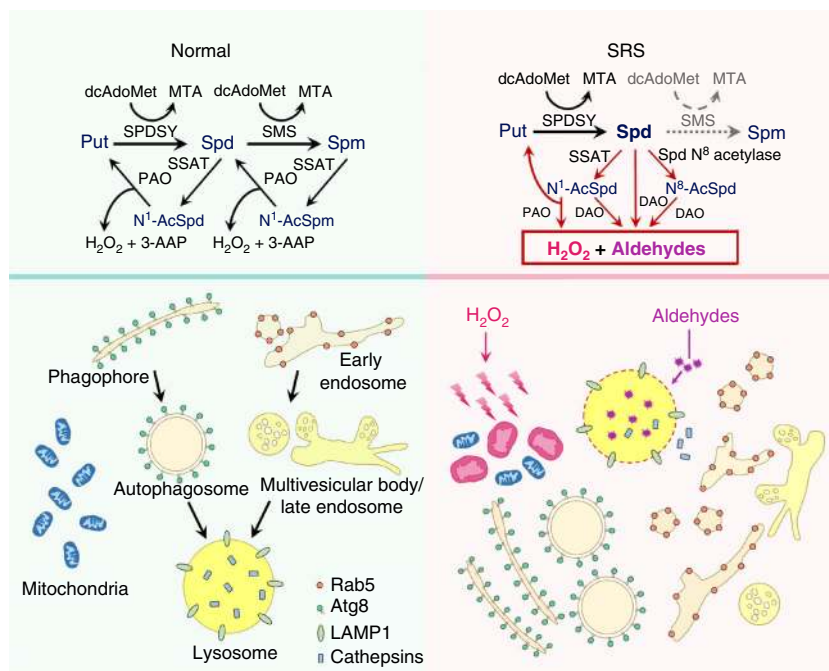 Normal
dcAdoMet MTA dcAdoMet MTA
SPDSY SMS
Put Spd Spm
SSAT SSAT
PAO PAO
N¹-AcSpd N¹-AcSpm
H₂O₂ + 3-AAP H₂O₂ + 3-AAP
SRS
dcAdoMet MTA dcAdoMet MTA
SPDSY SMS
Put Spd Spm
SSAT Spd N⁸ acetylase
N¹-AcSpd N⁸-AcSpd
PAO DAO DAO DAO
H₂O₂ + Aldehydes
Phagophore
Early
endosome
Autophagosome
Multivesicular body/
late endosome
Mitochondria
Lysosome
Rab5
Atg8
LAMP1
Cathepsins
H₂O₂ Aldehydes